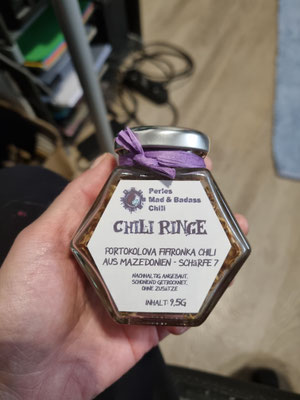 Perles
Mad & Badass
Chili
CHILI RINGE
FORTOKOLOVA FIFIRONKA CHILI
AUS MAZEDONIEN - SCHäRFE 7
NACHHALTIG ANGEBAUT,
SCHONEND GETROCKNET,
OHNE ZUSÄTZE
INHALT: 9,5G